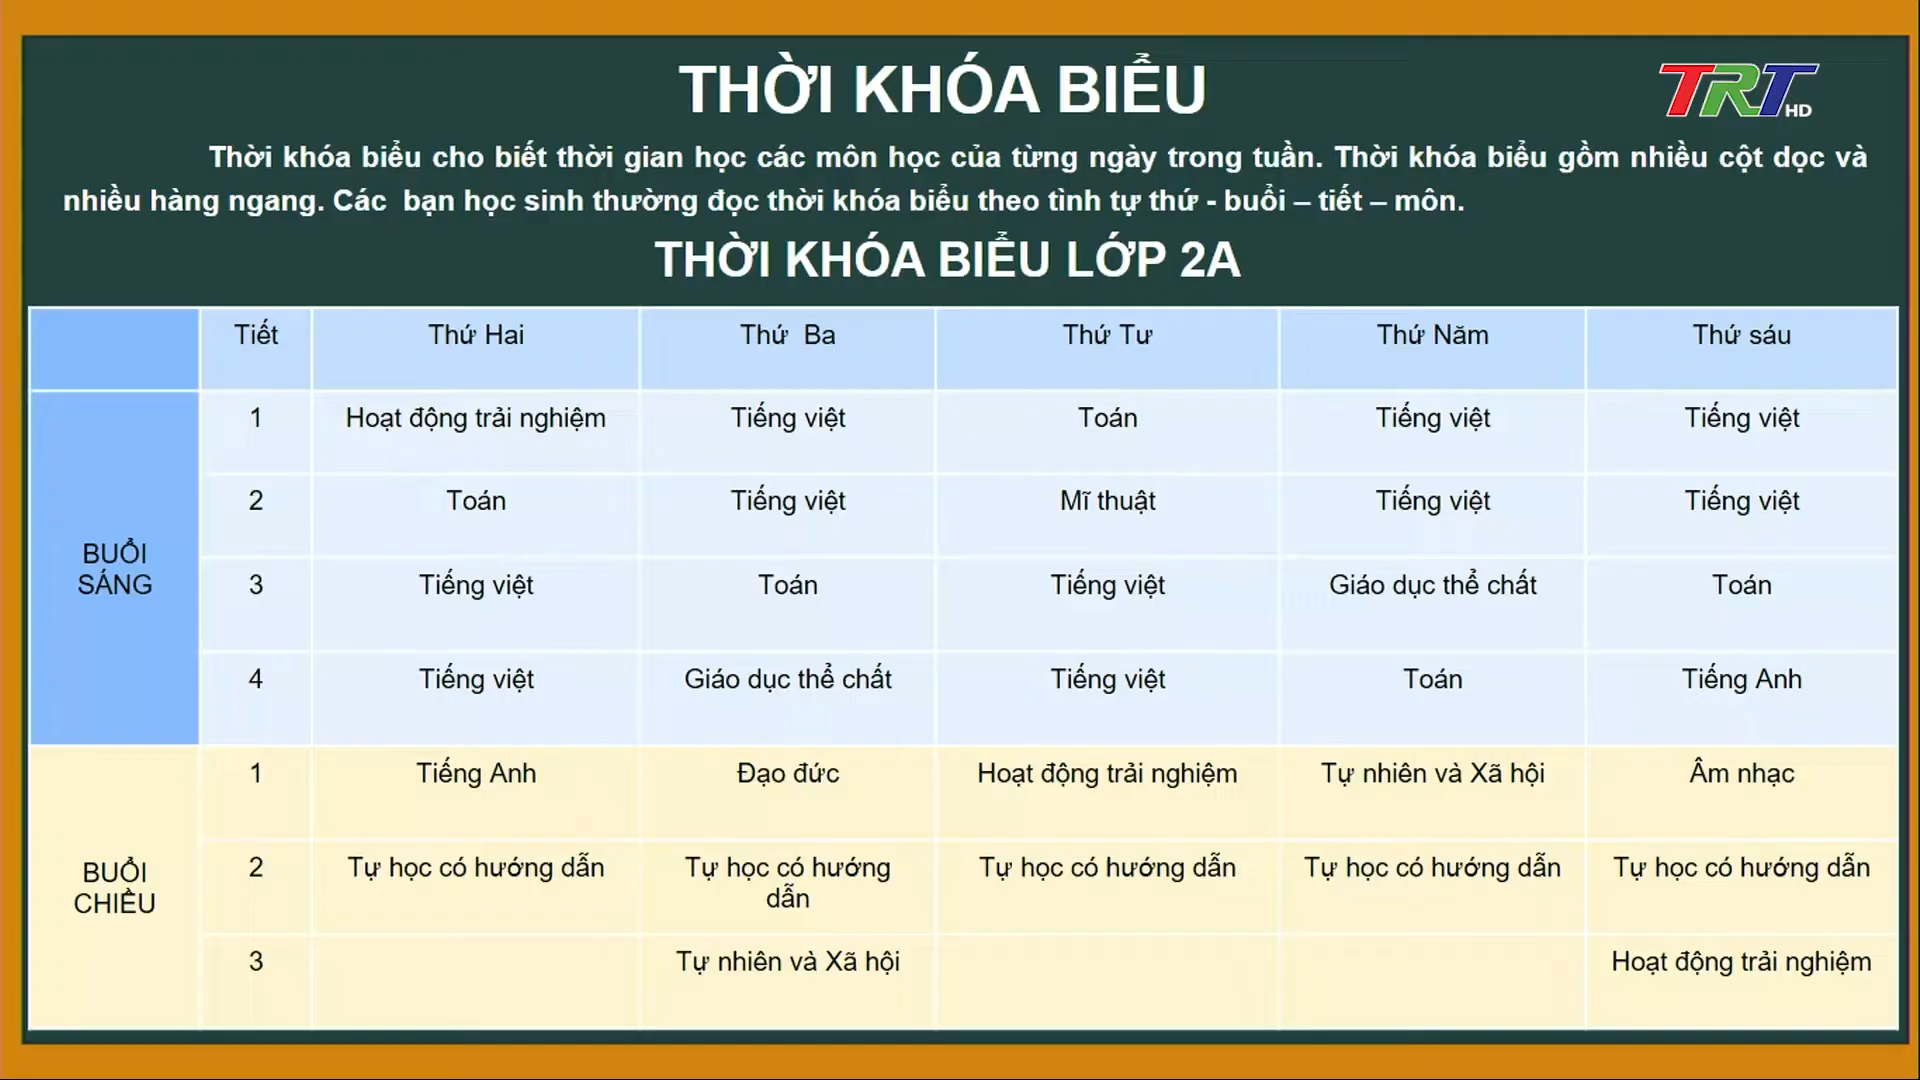 THỜI KHÓA BIỂU
TRT HD
Thời khóa biểu cho biết thời gian học các môn học của từng ngày trong tuần. Thời khóa biểu gồm nhiều cột dọc và
nhiều hàng ngang. Các bạn học sinh thường đọc thời khóa biểu theo tình tự thứ - buổi – tiết – môn.
THỜI KHÓA BIỂU LỚP 2A
Tiết Thứ Hai Thứ Ba Thứ Tư Thứ Năm Thứ sáu
BUỔI
SÁNG
1 Hoạt động trải nghiệm Tiếng việt Toán Tiếng việt Tiếng việt
2 Toán Tiếng việt Mĩ thuật Tiếng việt Tiếng việt
3 Tiếng việt Toán Tiếng việt Giáo dục thể chất Toán
4 Tiếng việt Giáo dục thể chất Tiếng việt Toán Tiếng Anh
BUỔI
CHIỀU
1 Tiếng Anh Đạo đức Hoạt động trải nghiệm Tự nhiên và Xã hội Âm nhạc
2 Tự học có hướng dẫn Tự học có hướng dẫn Tự học có hướng dẫn Tự học có hướng dẫn Tự học có hướng dẫn
3 Tự nhiên và Xã hội Hoạt động trải nghiệm